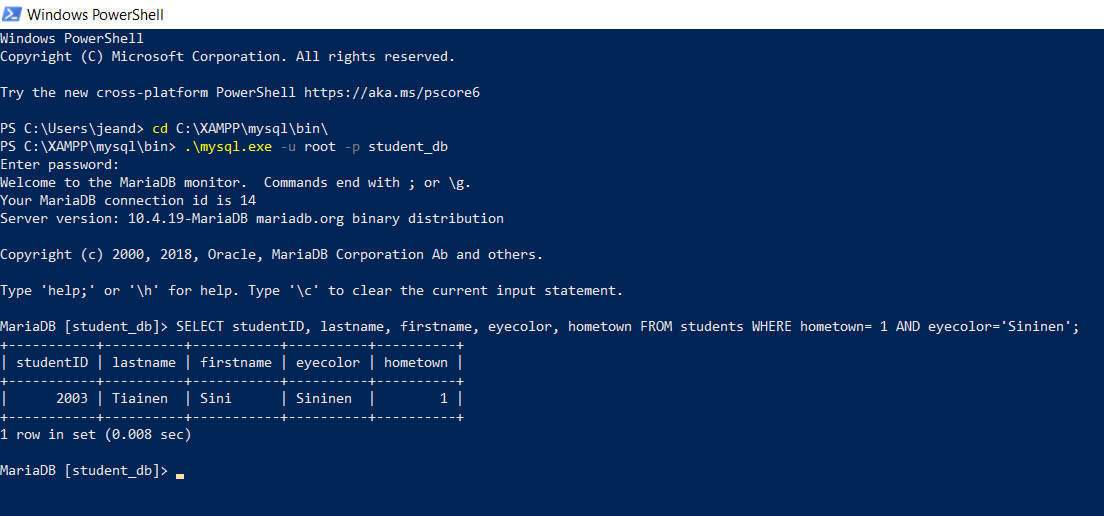 Windows PowerShell
Windows PowerShell
Copyright (C) Microsoft Corporation. All rights reserved.
Try the new cross-platform PowerShell https://aka.ms/pscore6
PS C:\Users\jeand> cd C:\XAMPP\mysql\bin\
PS C:\XAMPP\mysql\bin> .\mysql.exe -u root -p student_db
Enter password:
Welcome to the MariaDB monitor.  Commands end with ; or \g.
Your MariaDB connection id is 14
Server version: 10.4.19-MariaDB mariadb.org binary distribution
Copyright (c) 2000, 2018, Oracle, MariaDB Corporation Ab and others.
Type 'help;' or '\h' for help. Type '\c' to clear the current input statement.
MariaDB [student_db]> SELECT studentID, lastname, firstname, eyecolor, hometown FROM students WHERE hometown= 1 AND eyecolor='Sininen';
+-----------+----------+-----------+----------+----------+
| studentID | lastname | firstname | eyecolor | hometown |
+-----------+----------+-----------+----------+----------+
|      2003 | Tiainen  | Sini      | Sininen  |        1 |
+-----------+----------+-----------+----------+----------+
1 row in set (0.008 sec)
MariaDB [student_db]>